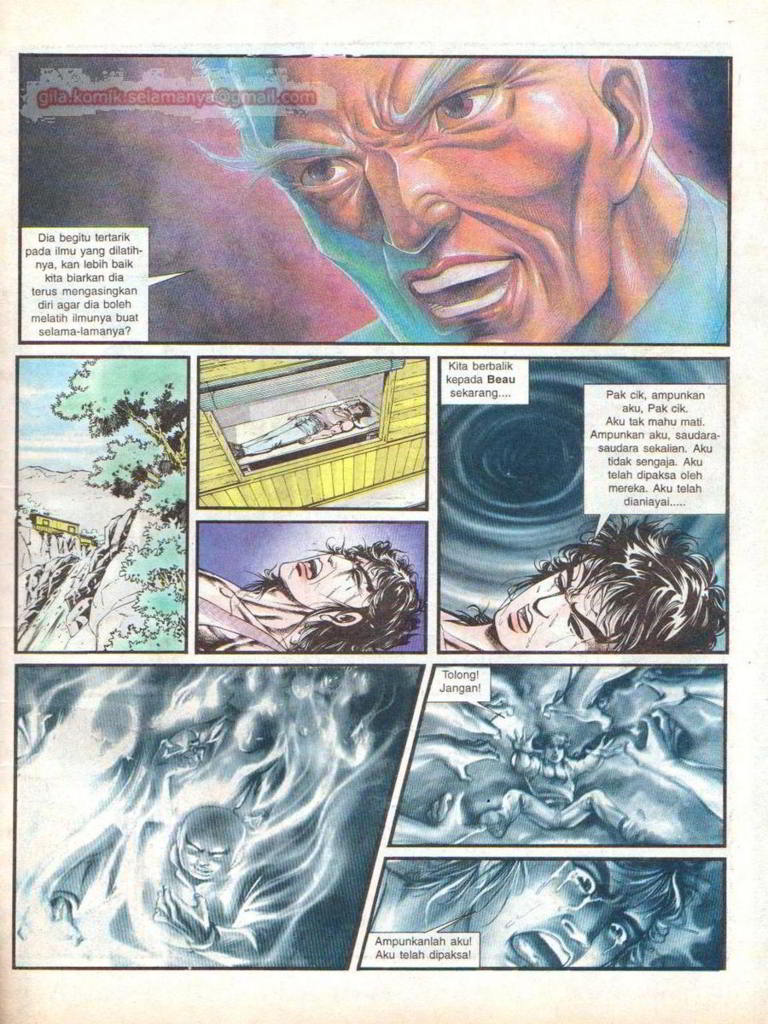 gila.komik.selamanya@gmail.com
Dia begitu tertarik
pada ilmu yang dilatih-
nya, kan lebih baik
kita biarkan dia
terus mengasingkan
diri agar dia boleh
melatih ilmunya buat
selama-lamanya?
Kita berbalik
kepada Beau
sekarang....
Pak cik, ampunkan
aku, Pak cik.
Aku tak mahu mati.
Ampunkan aku, saudara-
saudara sekalian. Aku
tidak sengaja. Aku
telah dipaksa oleh
mereka. Aku telah
dianiayai.....
Tolong!
Jangan!
Ampunkanlah aku!
Aku telah dipaksa!